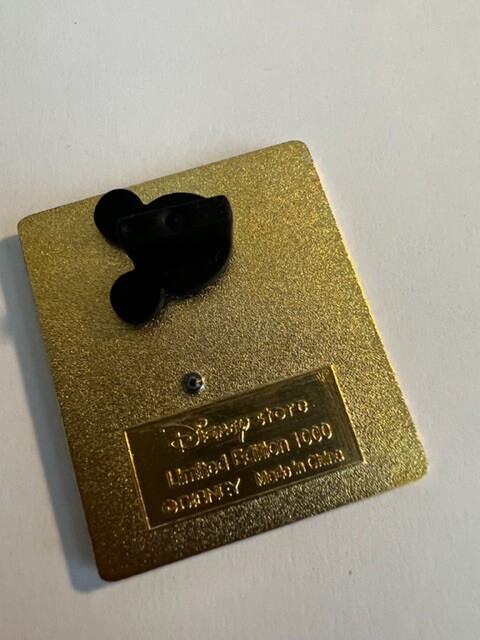 Disney store
Limited Edition 1000
©DISNEY Made in China